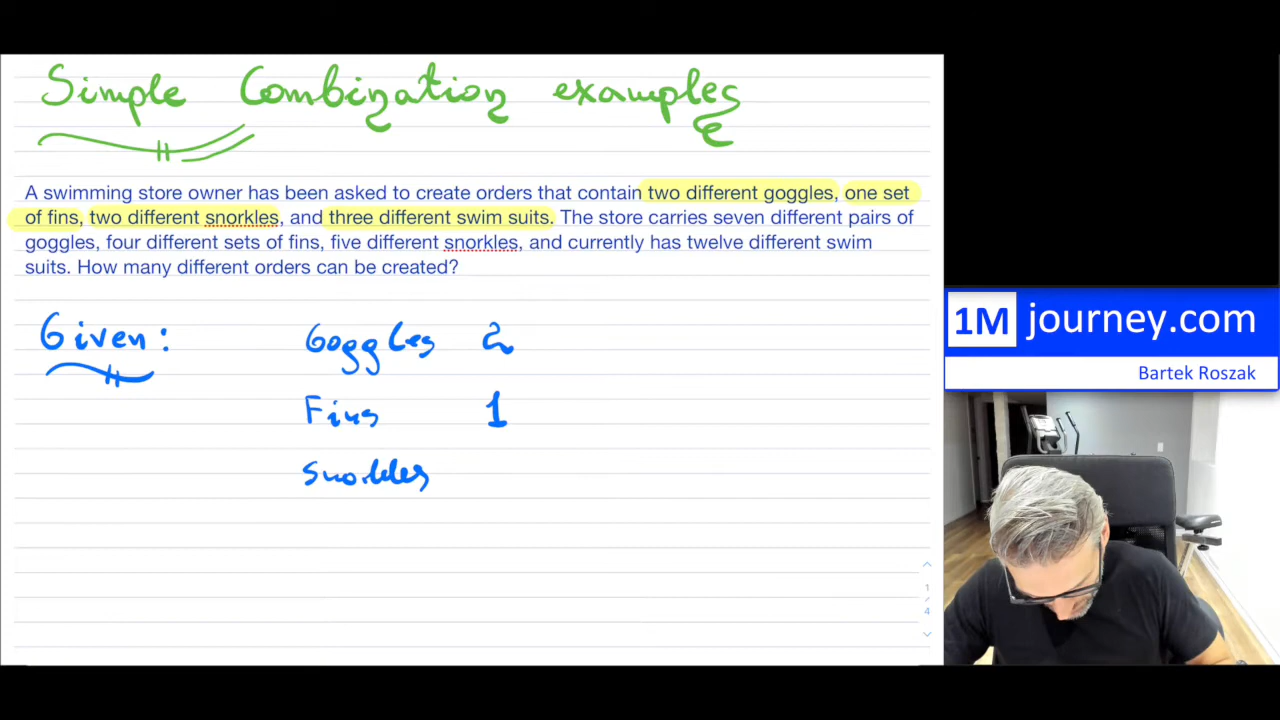 Simple Combination examples
A swimming store owner has been asked to create orders that contain two different goggles, one set
of fins, two different snorkles, and three different swim suits. The store carries seven different pairs of
goggles, four different sets of fins, five different snorkles, and currently has twelve different swim
suits. How many different orders can be created?
Given:
Goggles 2
Fins 1
Snorkles
1
/
4
1M journey.com
Bartek Roszak